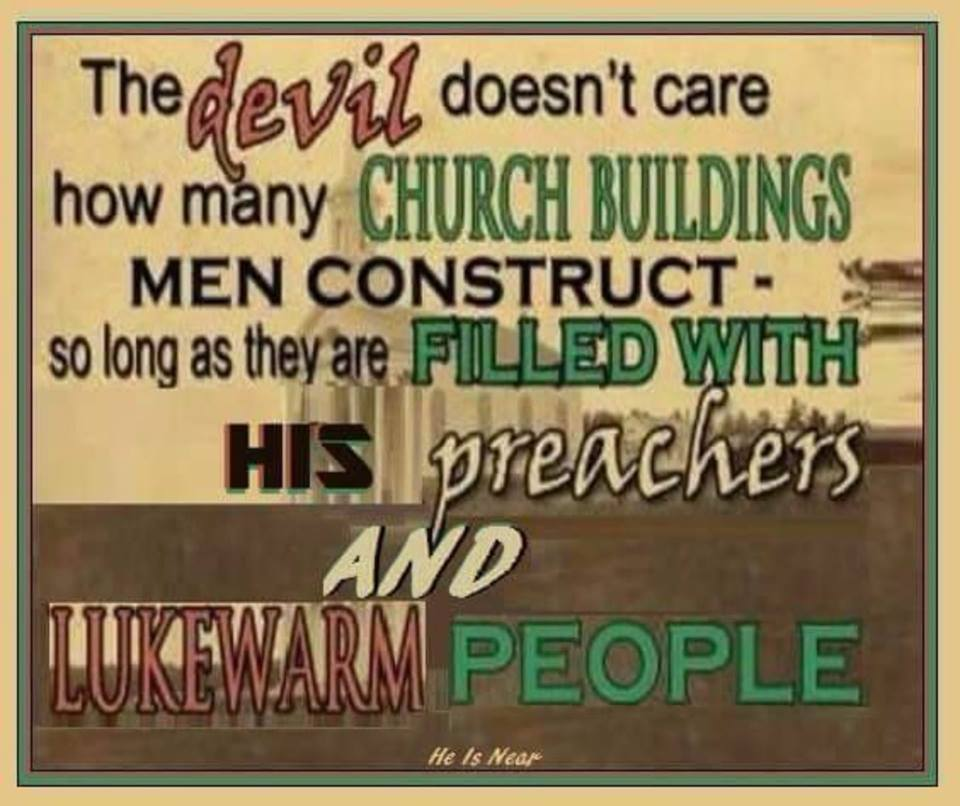 The devil doesn't care
how many CHURCH BUILDINGS
MEN CONSTRUCT -
so long as they are FILLED WITH
HIS preachers
AND
LUKEWARM PEOPLE
He Is Near